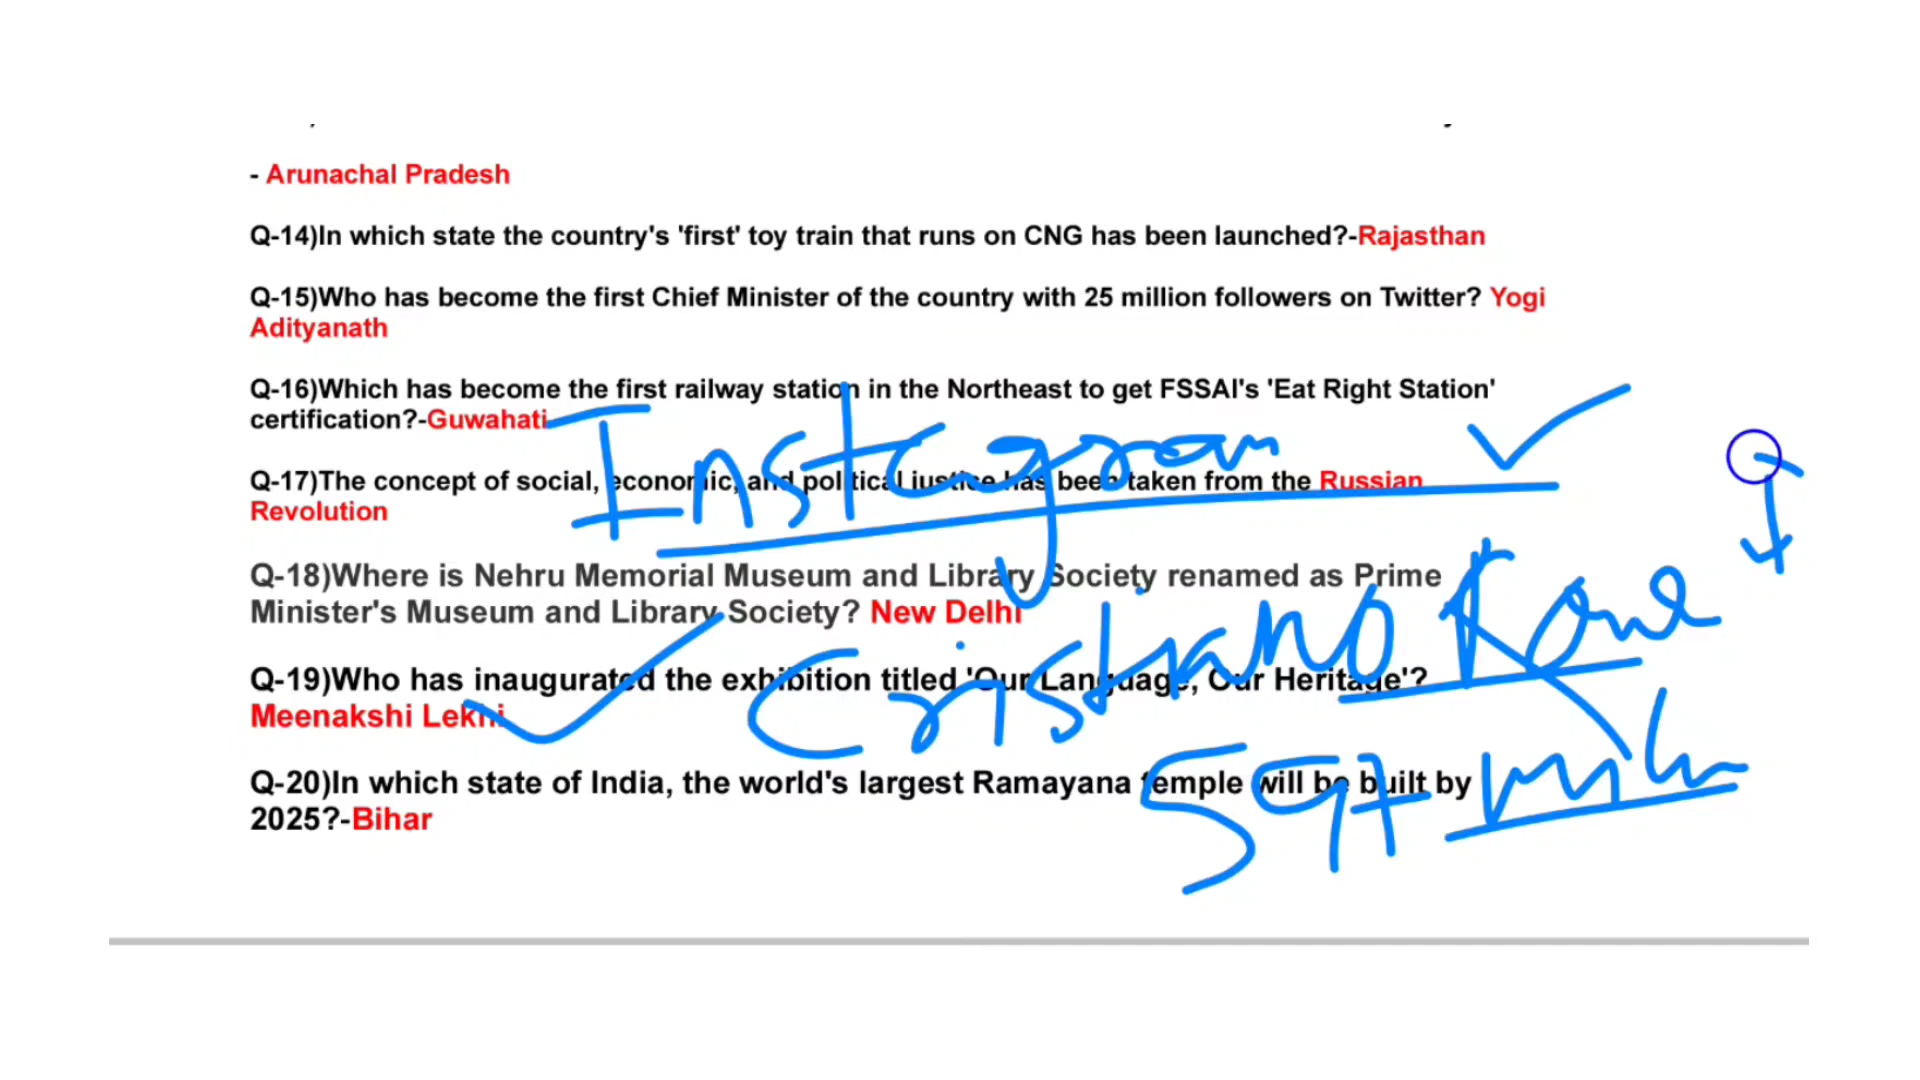 - Arunachal Pradesh
Q-14)In which state the country's 'first' toy train that runs on CNG has been launched?-Rajasthan
Q-15)Who has become the first Chief Minister of the country with 25 million followers on Twitter? Yogi
Adityanath
Q-16)Which has become the first railway station in the Northeast to get FSSAI's 'Eat Right Station'
certification?-Guwahati
Instagram
Q-17)The concept of social, economic, and political justice has been taken from the Russian
Revolution
Q-18)Where is Nehru Memorial Museum and Library Society renamed as Prime
Minister's Museum and Library Society? New Delhi
Cristiano
Q-19)Who has inaugurated the exhibition titled 'Our Language, Our Heritage'?
Meenakshi Lekhi
597
Q-20)In which state of India, the world's largest Ramayana temple will be built by
2025?-Bihar